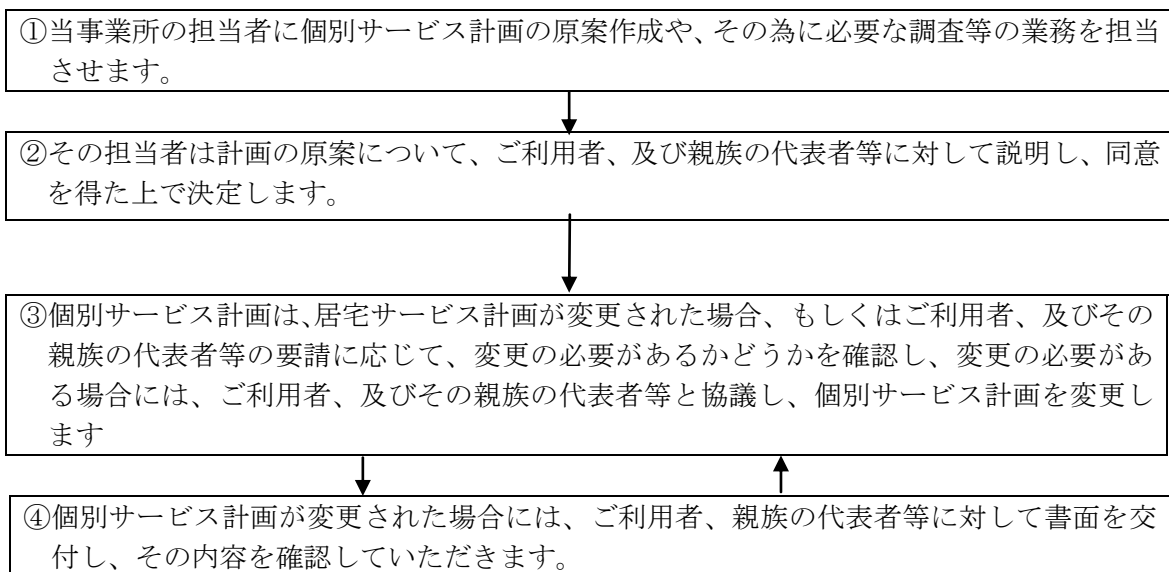 ①当事業所の担当者に個別サービス計画の原案作成や、その為に必要な調査等の業務を担当
させます。
②その担当者は計画の原案について、ご利用者、及び親族の代表者等に対して説明し、同意
を得た上で決定します。
③個別サービス計画は、居宅サービス計画が変更された場合、もしくはご利用者、及びその
親族の代表者等の要請に応じて、変更の必要があるかどうかを確認し、変更の必要があ
る場合には、ご利用者、及びその親族の代表者等と協議し、個別サービス計画を変更し
ます
④個別サービス計画が変更された場合には、ご利用者、親族の代表者等に対して書面を交
付し、その内容を確認していただきます。